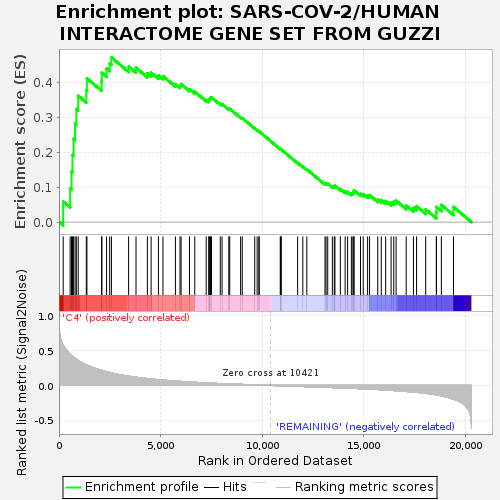 Enrichment plot: SARS-COV-2/HUMAN
INTERACTOME GENE SET FROM GUZZI
Enrichment score (ES)
0.4
0.3
0.2
0.1
0.0
'C4' (positively correlated)
Ranked list metric (Signal2Noise)
1.0
0.5
0.0
-0.5
Zero cross at 10421
'REMAINING' (negatively correlated)
0 5,000 10,000 15,000 20,000
Rank in Ordered Dataset
Enrichment profile Hits Ranking metric scores